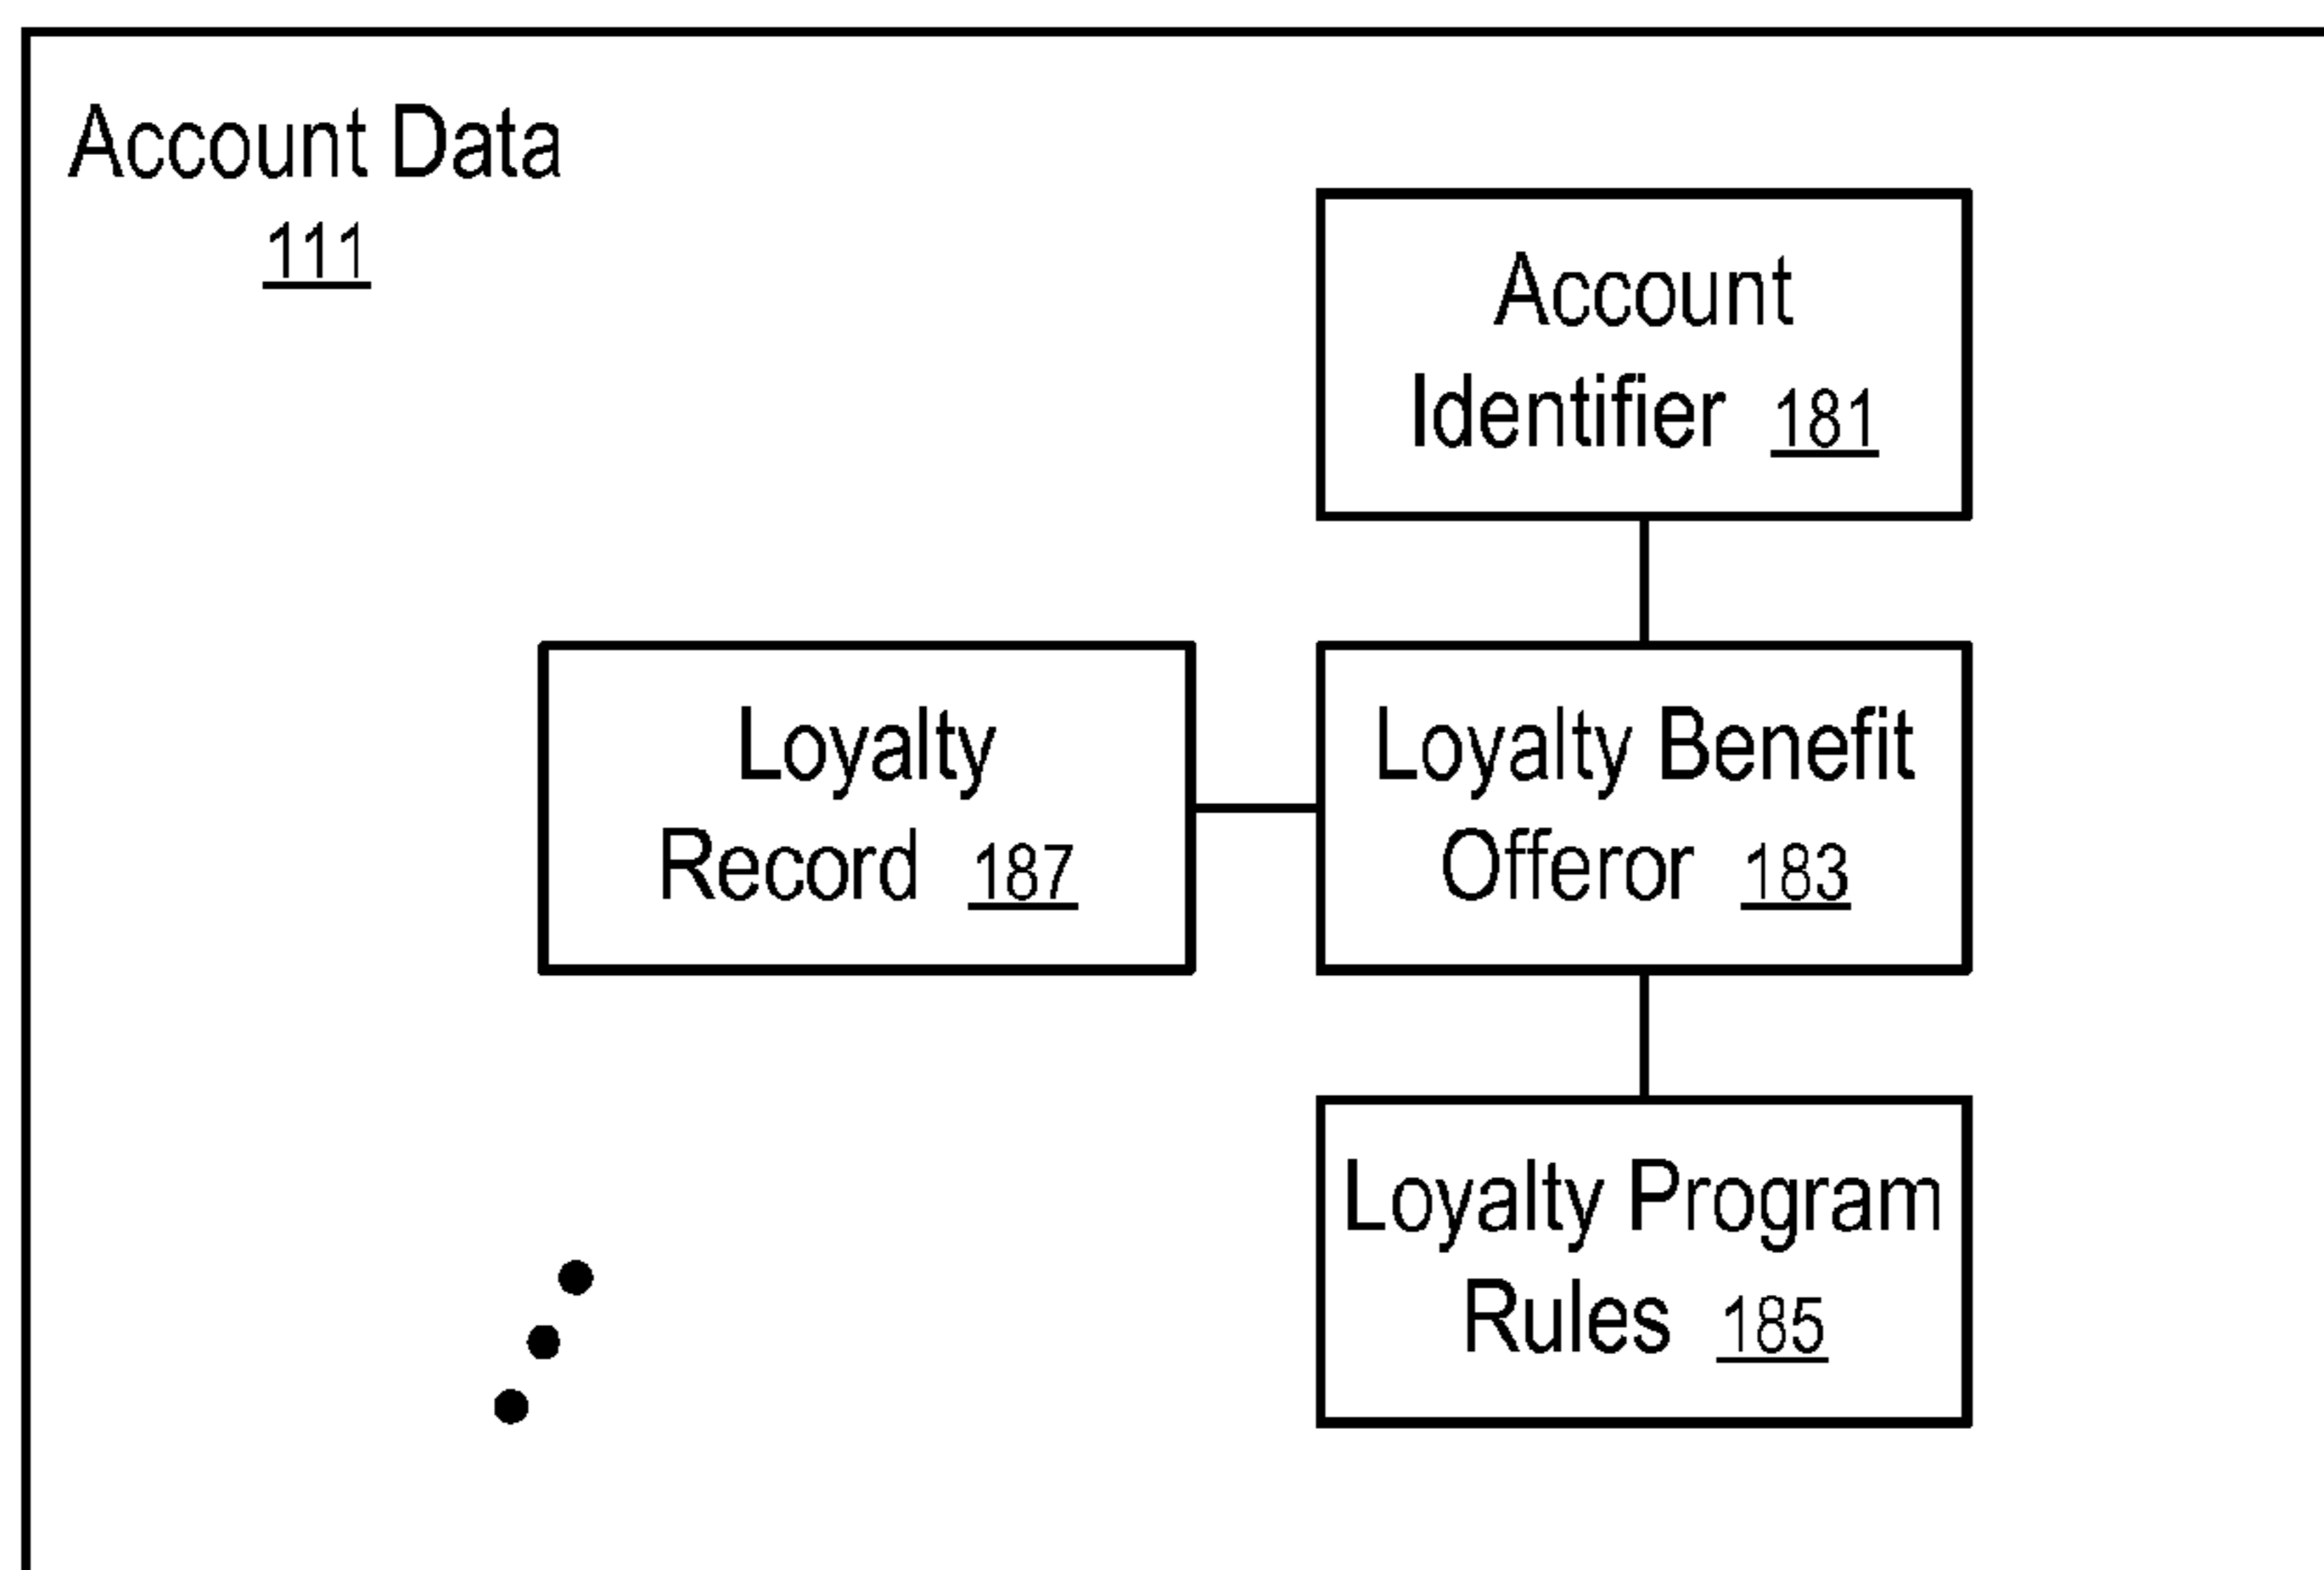 Account Data
111
Account
Identifier 181
Loyalty
Record 187
Loyalty Benefit
Offeror 183
Loyalty Program
Rules 185